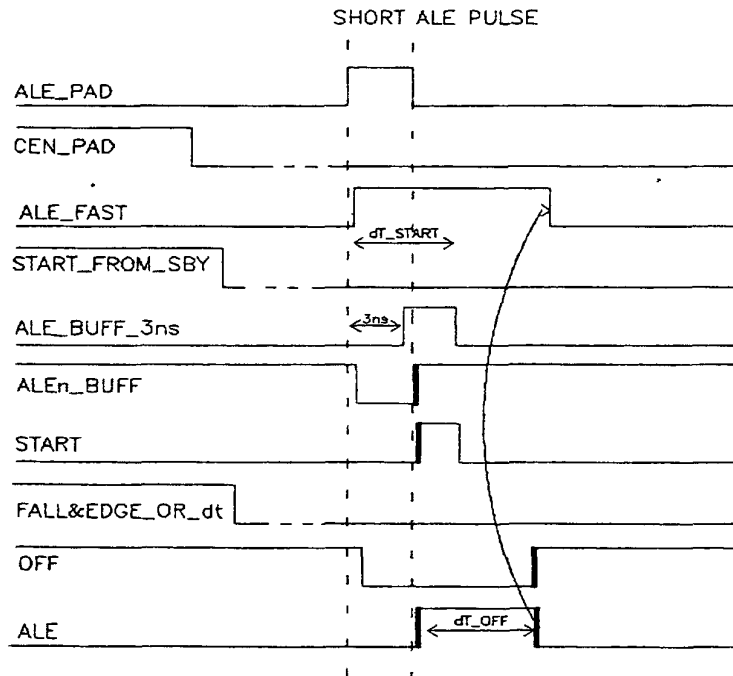 SHORT ALE PULSE
ALE_PAD
CEN_PAD
ALE_FAST
dT_START
START_FROM_SBY
ALE_BUFF_3ns
3ns
ALEn_BUFF
START
FALL&EDGE_OR_dt
OFF
ALE
dT_OFF